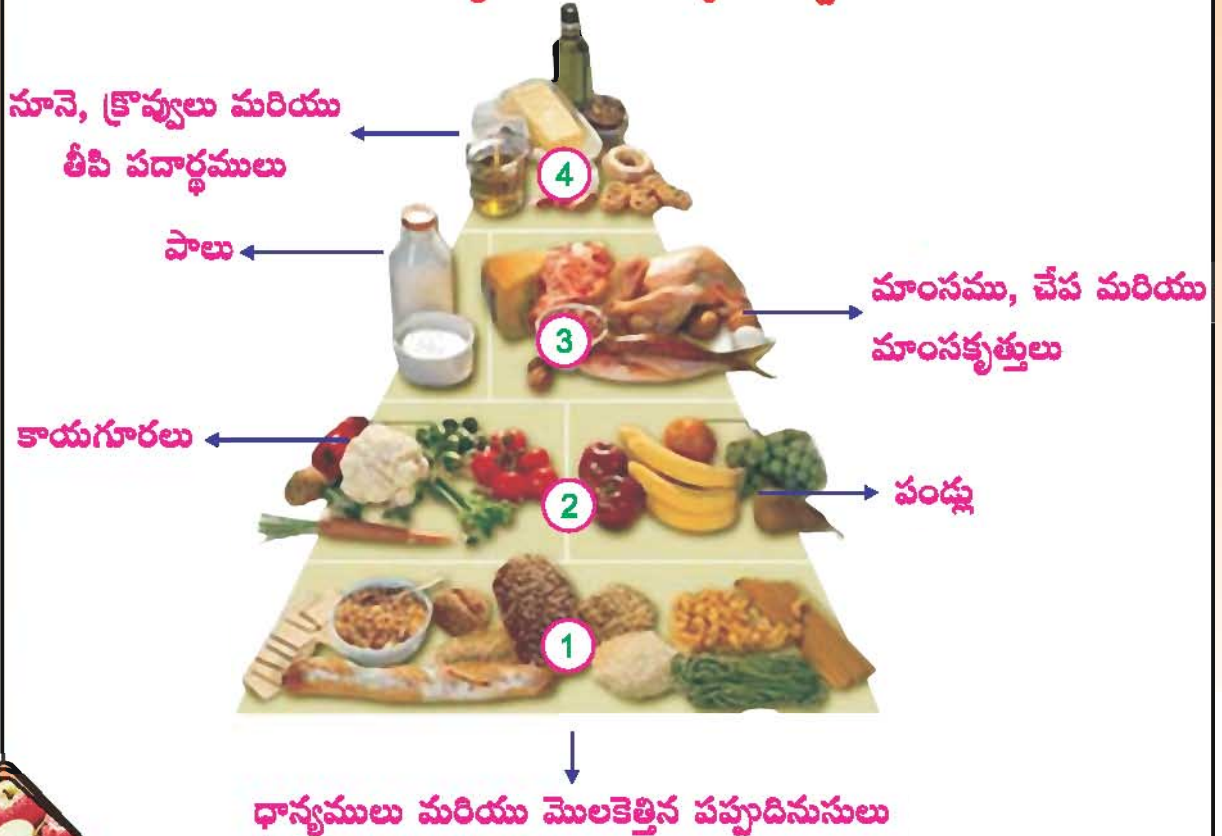 నూనె, క్రొవ్వులు మరియు
తీపి పదార్థములు
4
పాలు
మాంసము, చేప మరియు
మాంసకృత్తులు
3
కాయగూరలు
పండ్లు
2
1
ధాన్యములు మరియు మొలకెత్తిన పప్పుదినుసులు